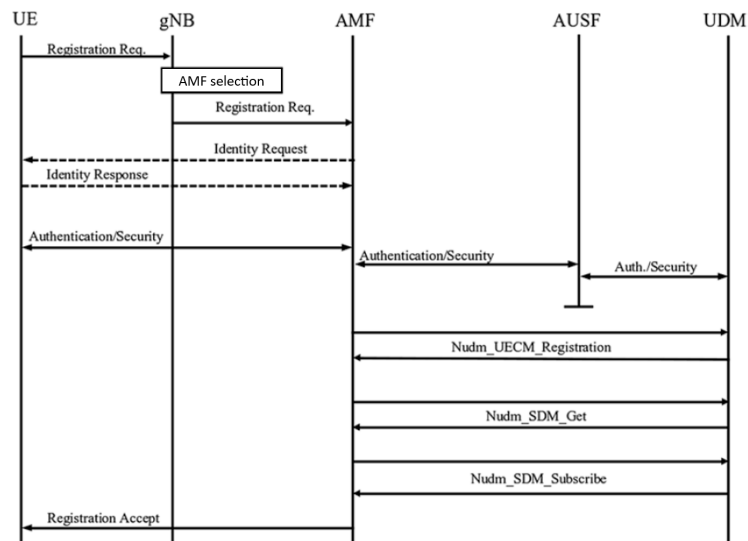 UE gNB AMF AUSF UDM
Registration Req.
AMF selection
Registration Req.
Identity Request
Identity Response
Authentication/Security
Authentication/Security
Auth./Security
Nudm_UECM_Registration
Nudm_SDM_Get
Nudm_SDM_Subscribe
Registration Accept